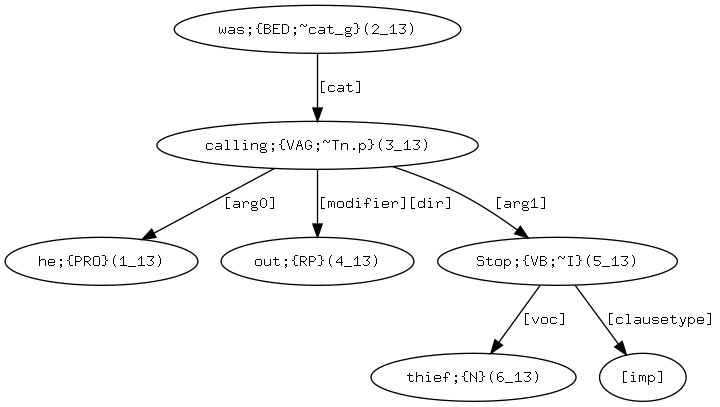 was;{BED;~cat_g}(2_13)
[cat]
calling;{VAG;~Tn.p}(3_13)
[arg0]
[modifier][dir]
[arg1]
he;{PRO}(1_13)
out;{RP}(4_13)
Stop;{VB;~I}(5_13)
[voc]
[clausetype]
thief;{N}(6_13)
[imp]